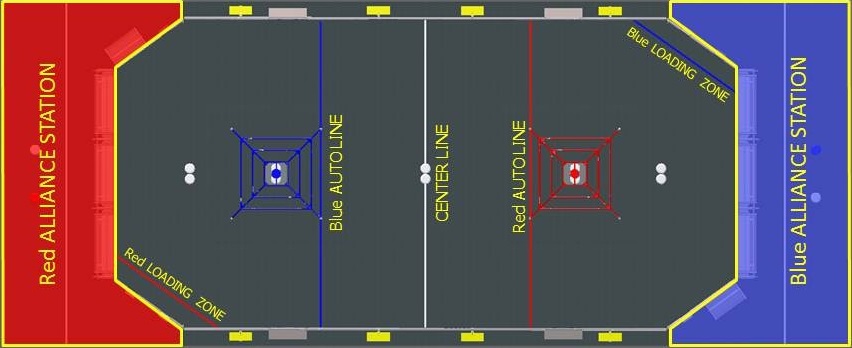 Red ALLIANCE STATION
Red LOADING ZONE
Blue AUTOLINE
CENTER LINE
Red AUTOLINE
Blue LOADING ZONE
Blue ALLIANCE STATION